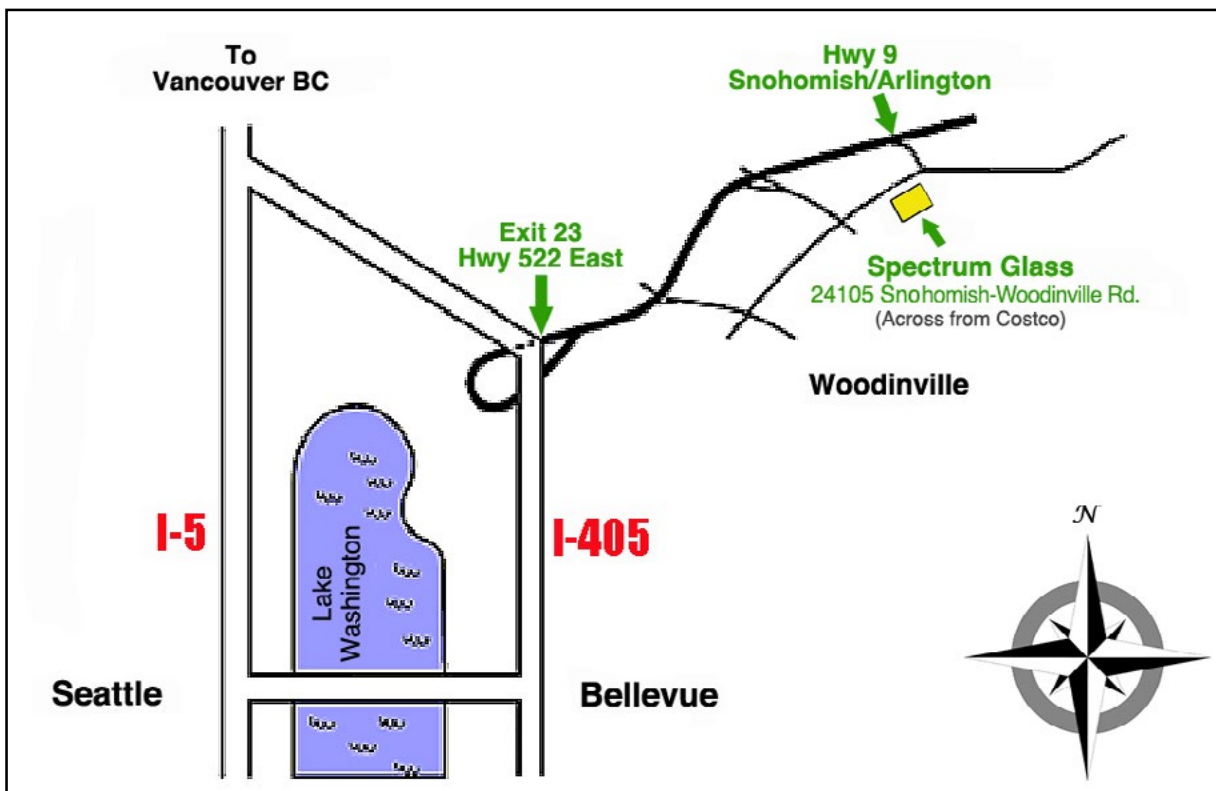 To
Vancouver BC
Hwy 9
Snohomish/Arlington
Exit 23
Hwy 522 East
Spectrum Glass
24105 Snohomish-Woodinville Rd.
(Across from Costco)
Woodinville
I-5
I-405
Lake
Washington
N
Seattle
Bellevue